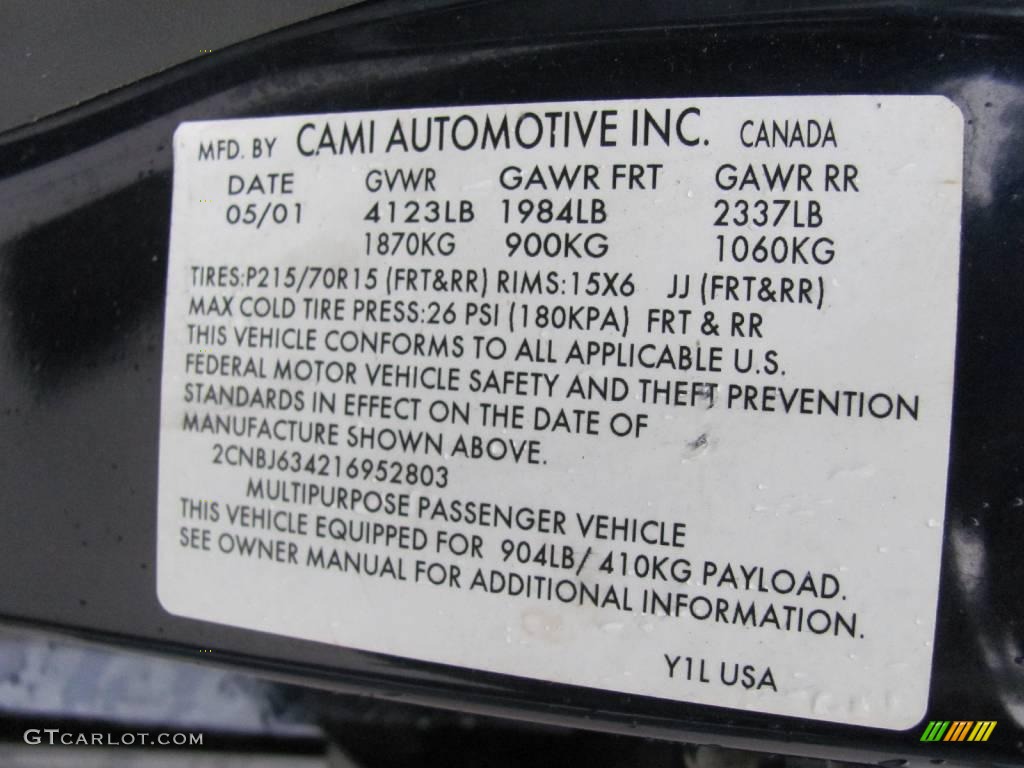 MFD. BY CAMI AUTOMOTIVE INC. CANADA
DATE GVWR GAWR FRT GAWR RR
05/01 4123LB 1984LB 2337LB
1870KG 900KG 1060KG
TIRES:P215/70R15 (FRT&RR) RIMS:15X6 JJ (FRT&RR)
MAX COLD TIRE PRESS:26 PSI (180KPA) FRT & RR
THIS VEHICLE CONFORMS TO ALL APPLICABLE U.S.
FEDERAL MOTOR VEHICLE SAFETY AND THEFT PREVENTION
STANDARDS IN EFFECT ON THE DATE OF
MANUFACTURE SHOWN ABOVE.
2CNBJ634216952803
MULTIPURPOSE PASSENGER VEHICLE
THIS VEHICLE EQUIPPED FOR 904LB/ 410KG PAYLOAD.
SEE OWNER MANUAL FOR ADDITIONAL INFORMATION.
Y1L USA
GTCARLOT.COM